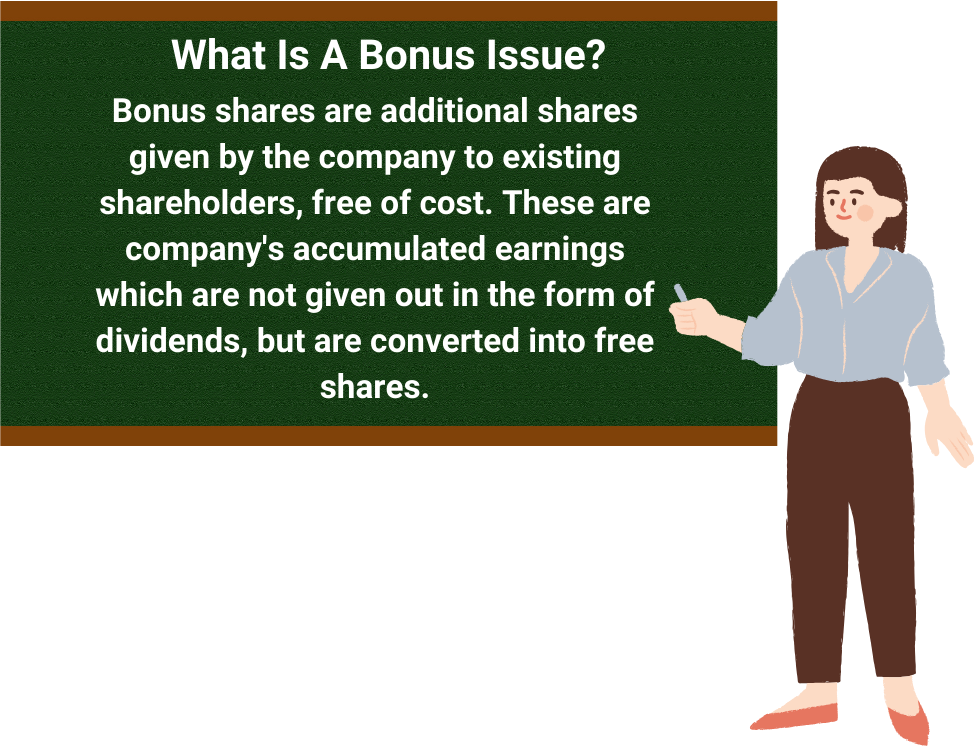 What Is A Bonus Issue?
Bonus shares are additional shares
given by the company to existing
shareholders, free of cost. These are
company's accumulated earnings
which are not given out in the form of
dividends, but are converted into free
shares.